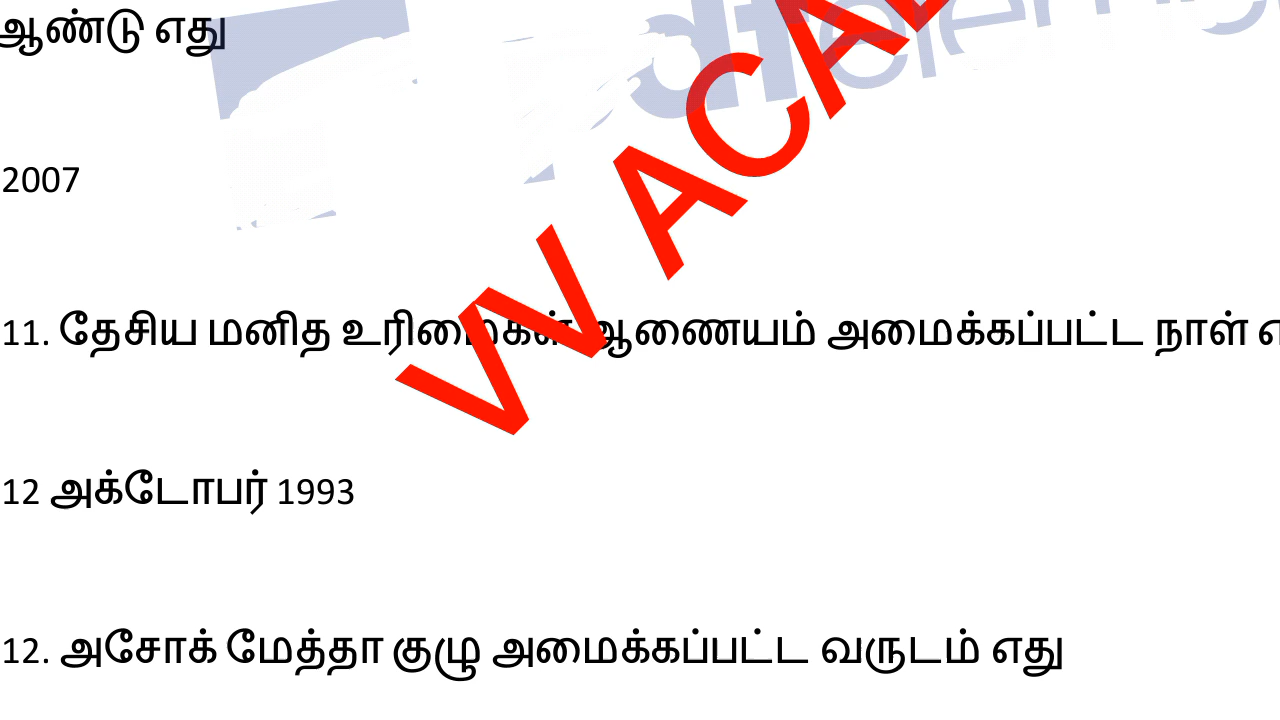 ஆண்டு எது
2007
11. தேசிய மனித உரிமைகள் ஆணையம் அமைக்கப்பட்ட நாள்
12 அக்டோபர் 1993
12. அசோக் மேத்தா குழு அமைக்கப்பட்ட வருடம் எது
VV